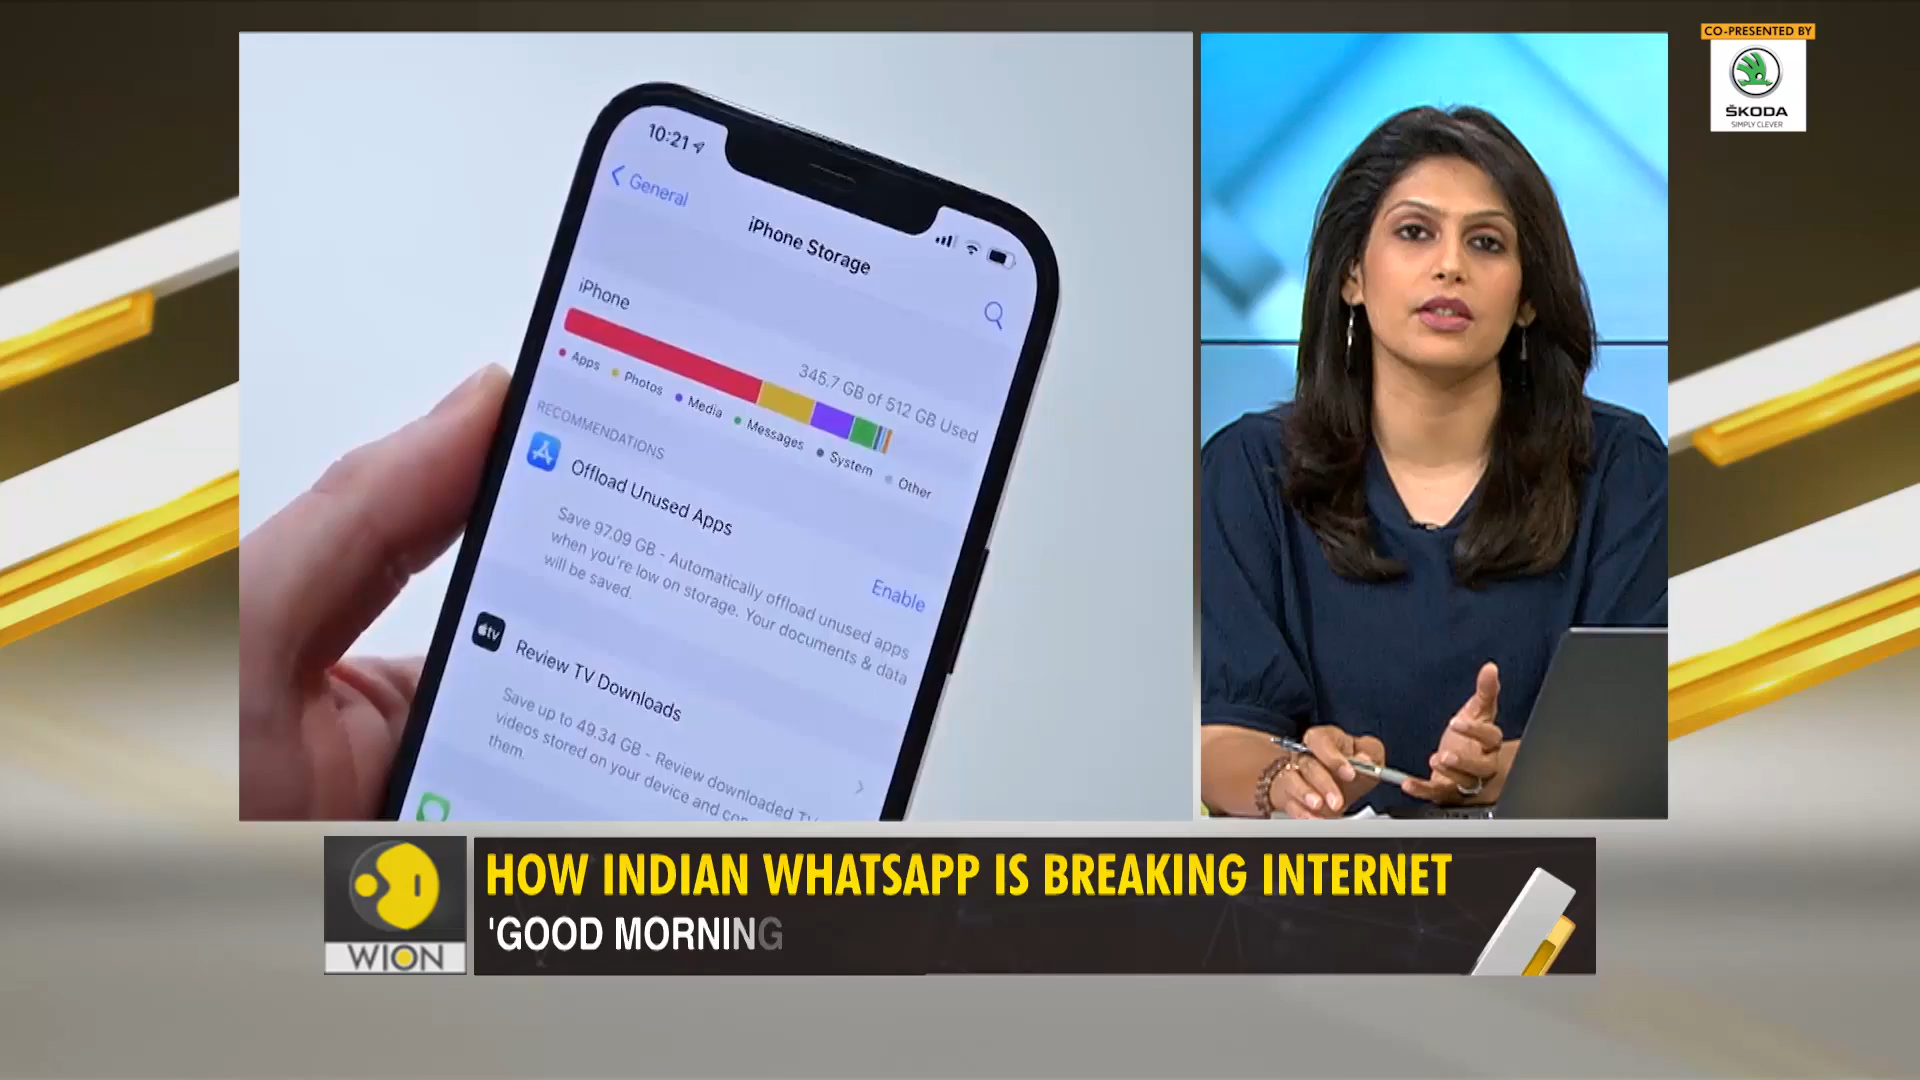 CO-PRESENTED BY
ŠKODA
SIMPLY CLEVER
10:21
General
iPhone Storage
iPhone
345.7 GB of 512 GB Used
Apps Photos Media Messages System Other
RECOMMENDATIONS
Offload Unused Apps
Enable
Save 97.09 GB - Automatically offload unused apps
when you're low on storage. Your documents & data
will be saved.
tv
Review TV Downloads
Save up to 49.34 GB - Review downloaded TV
videos stored on your device and
them.
HOW INDIAN WHATSAPP IS BREAKING INTERNET
'GOOD MORNING
WION